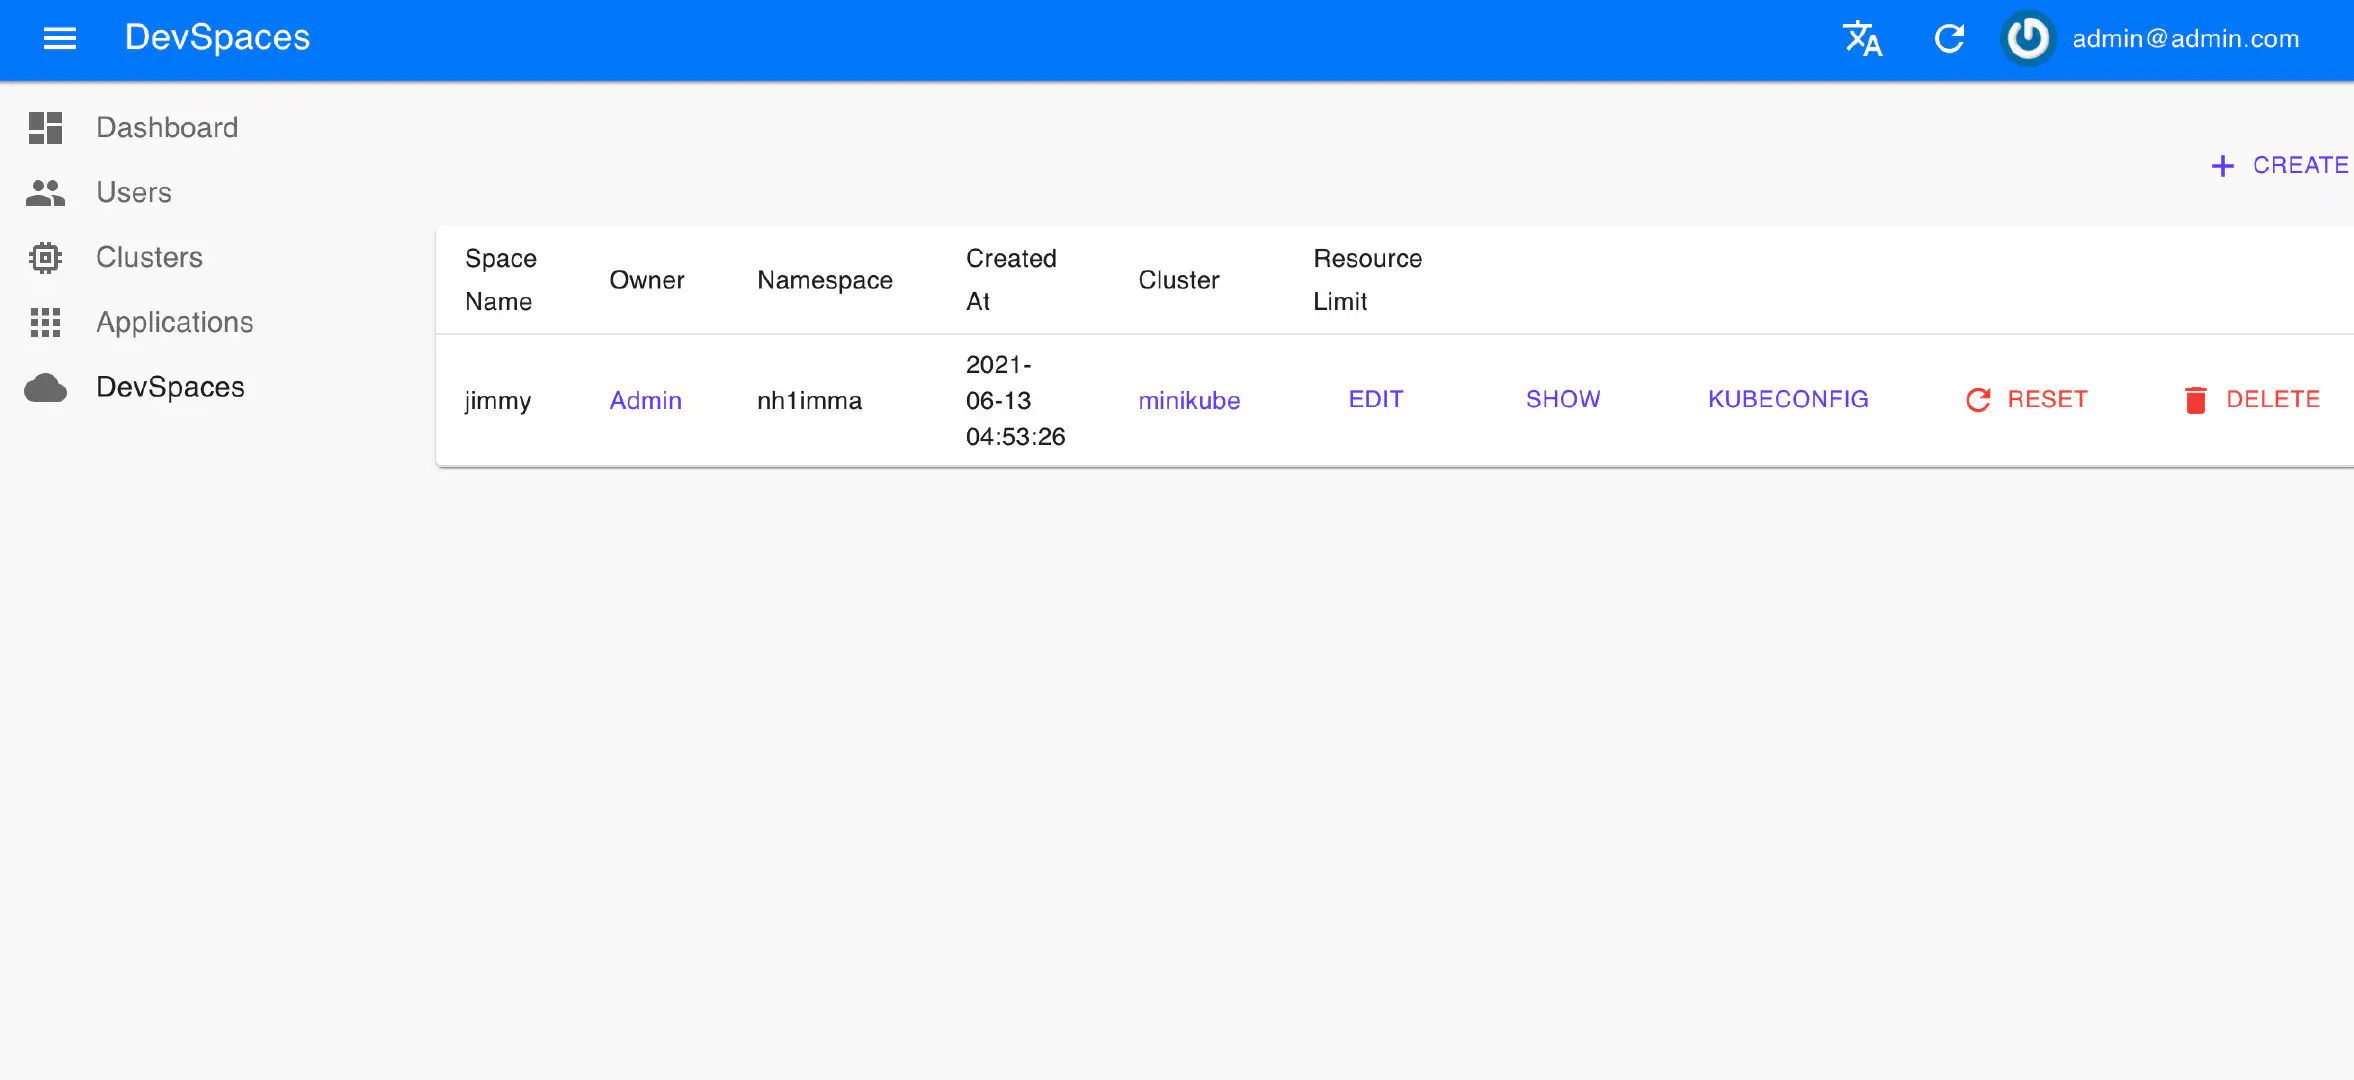 DevSpaces
admin@admin.com
Dashboard
Users
Clusters
Applications
DevSpaces
CREATE
Space
Name
Owner
Namespace
Created
At
Cluster
Resource
Limit
jimmy
Admin
nh1imma
2021-
06-13
04:53:26
minikube
EDIT
SHOW
KUBECONFIG
RESET
DELETE